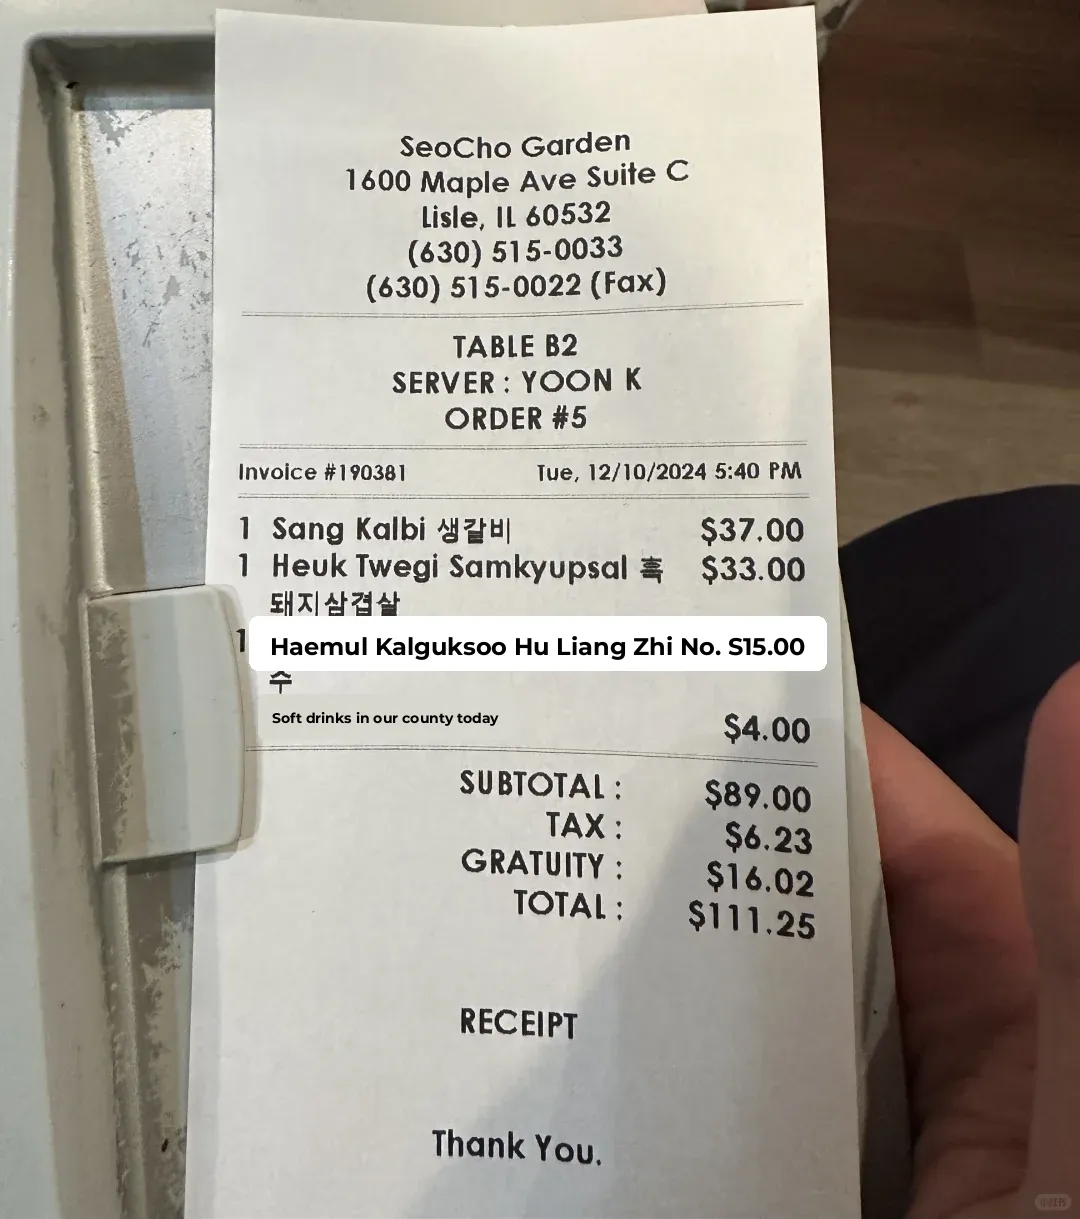 SeoCho Garden
1600 Maple Ave Suite C
Lisle, IL 60532
(630) 515-0033
(630) 515-0022 (Fax)
TABLE B2
SERVER : YOON K
ORDER #5
Invoice #190381 Tue, 12/10/2024 5:40 PM
1 Sang Kalbi 생갈비 $37.00
1 Heuk Twegi Samkyupsal 흑 $33.00
돼지삼겹살
1 Haemul Kalguksoo Hu Liang Zhi No. S15.00
수
Soft drinks in our county today $4.00
SUBTOTAL : $89.00
TAX : $6.23
GRATUITY : $16.02
TOTAL : $111.25
RECEIPT
Thank You.
小红书